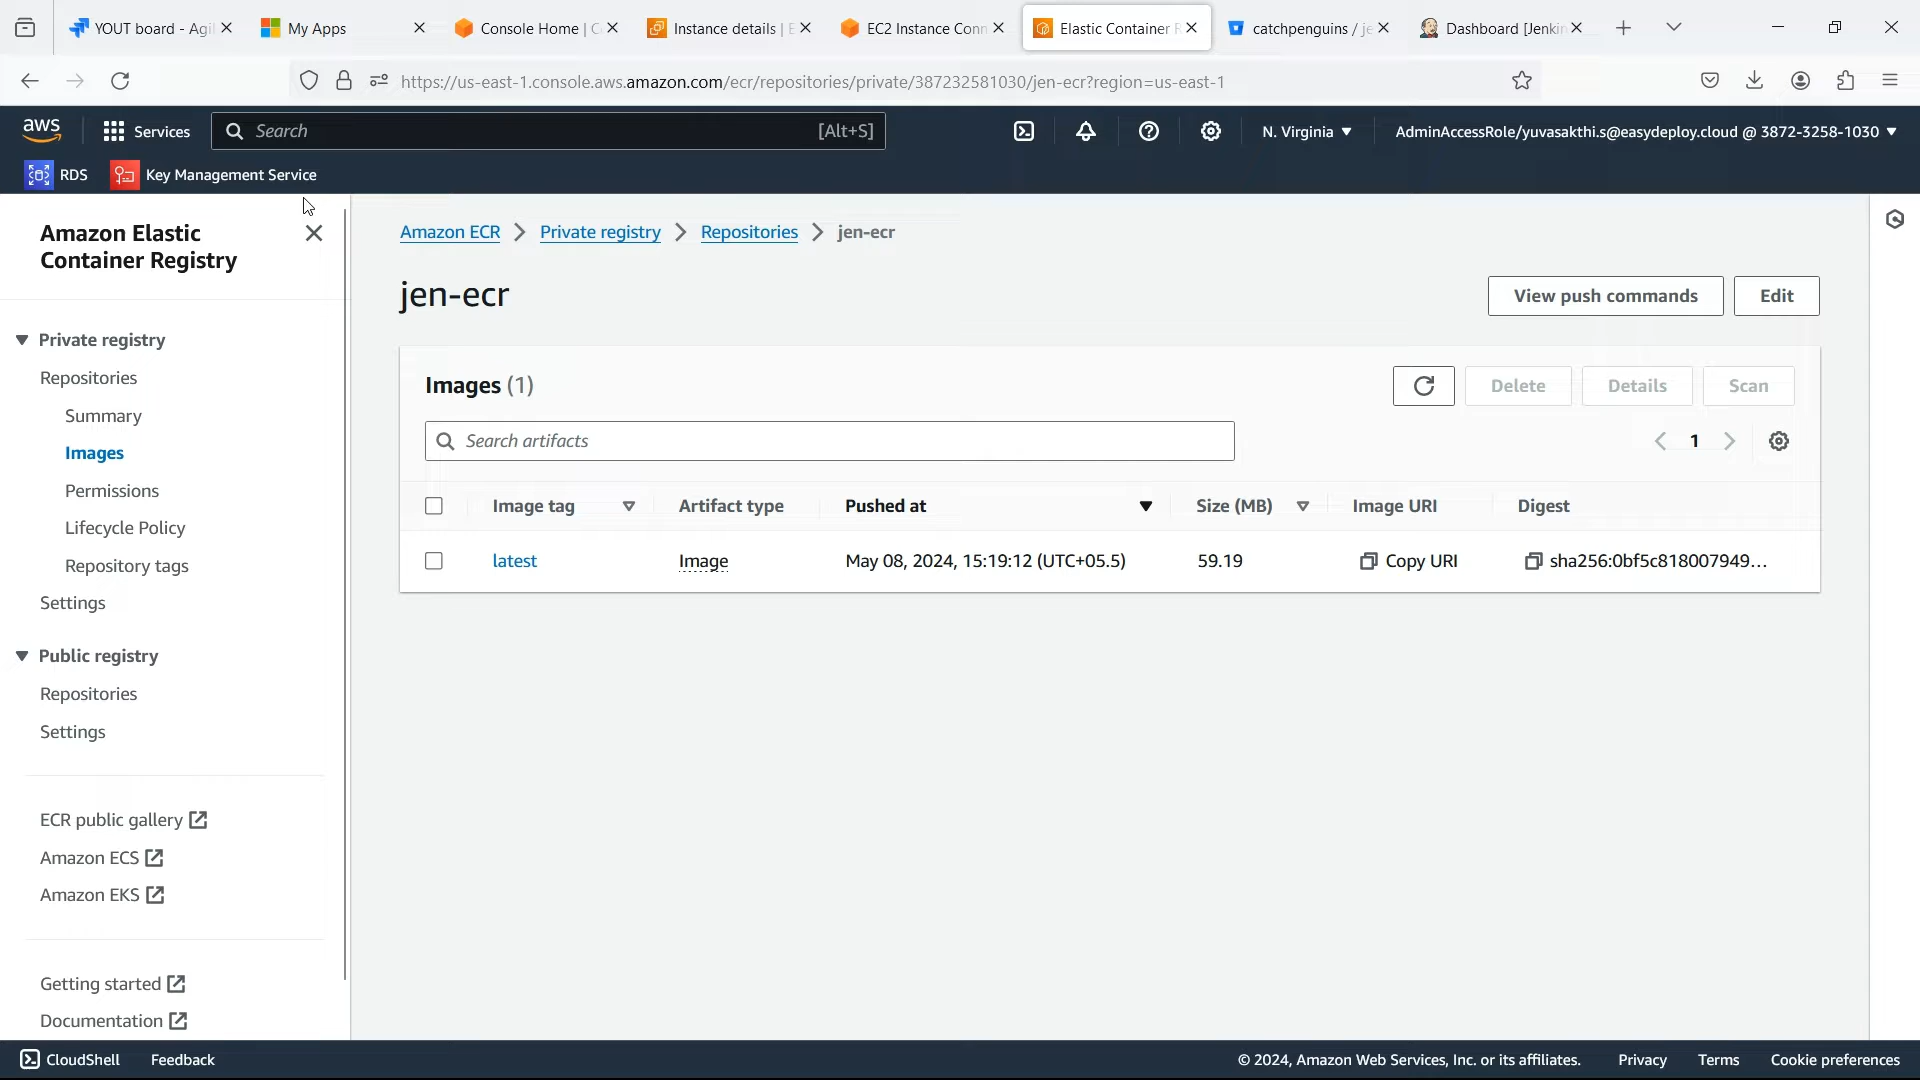 YOUT board - Agil
My Apps
Console Home | C
Instance details | E
EC2 Instance Conn
Elastic Container R
catchpenguins / je
Dashboard [Jenkin
https://us-east-1.console.aws.amazon.com/ecr/repositories/private/387232581030/jen-ecr?region=us-east-1
aws
Services
Search
[Alt+S]
N. Virginia
AdminAccessRole/yuvasakthi.s@easydeploy.cloud @ 3872-3258-1030
RDS
Key Management Service
Amazon Elastic
Container Registry
Private registry
Repositories
Summary
Images
Permissions
Lifecycle Policy
Repository tags
Settings
Public registry
Repositories
Settings
ECR public gallery
Amazon ECS
Amazon EKS
Getting started
Documentation
Amazon ECR > Private registry > Repositories > jen-ecr
jen-ecr
View push commands
Edit
Images (1)
Delete
Details
Scan
Search artifacts
1
Image tag Artifact type Pushed at Size (MB) Image URI Digest
latest Image May 08, 2024, 15:19:12 (UTC+05.5) 59.19 Copy URI sha256:0bf5c818007949...
CloudShell
Feedback
© 2024, Amazon Web Services, Inc. or its affiliates.
Privacy
Terms
Cookie preferences